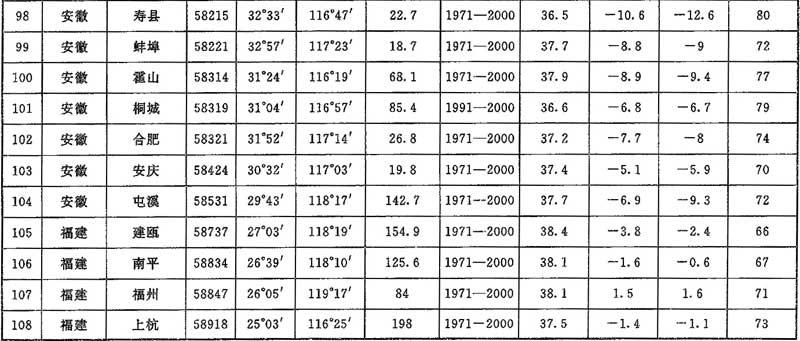 98 安徽 寿县 58215 32°33′ 116°47′ 22.7 1971—2000 36.5 −10.6 −12.6 80
99 安徽 蚌埠 58221 32°57′ 117°23′ 18.7 1971—2000 37.7 −8.8 −9 72
100 安徽 霍山 58314 31°24′ 116°19′ 68.1 1971—2000 37.9 −8.9 −9.4 77
101 安徽 桐城 58319 31°04′ 116°57′ 85.4 1991—2000 36.6 −6.8 −6.7 79
102 安徽 合肥 58321 31°52′ 117°14′ 26.8 1971—2000 37.2 −7.7 −8 74
103 安徽 安庆 58424 30°32′ 117°03′ 19.8 1971—2000 37.4 −5.1 −5.9 70
104 安徽 屯溪 58531 29°43′ 118°17′ 142.7 1971--2000 37.7 −6.9 −9.3 72
105 福建 建瓯 58737 27°03′ 118°19′ 154.9 1971—2000 38.4 −3.8 −2.4 66
106 福建 南平 58834 26°39′ 118°10′ 125.6 1971—2000 38.1 −1.6 −0.6 67
107 福建 福州 58847 26°05′ 119°17′ 84 1971—2000 38.1 1.5 1.6 71
108 福建 上杭 58918 25°03′ 116°25′ 198 1971—2000 37.5 −1.4 −1.1 73